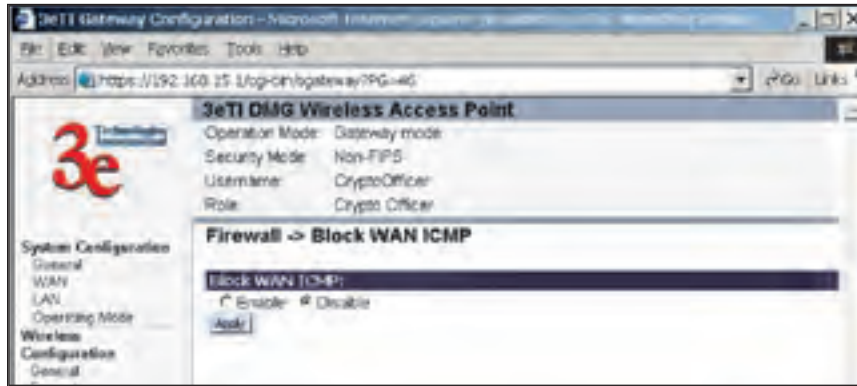 3eTI Gateway Configuration - Microsoft Internet
File Edit View Favorites Tools Help
Address https://192.168.15.1/cgi-bin/sgateway?PG=46 Go Links
3e Technologies
3eTI DMG Wireless Access Point
Operation Mode: Gateway mode
Security Mode: Non-FIPS
Username: CryptoOfficer
Role: Crypto Officer
Firewall -> Block WAN ICMP
Block WAN ICMP:
Enable Disable
Apply
System Configuration
General
WAN
LAN
Operating Mode
Wireless
Configuration
General